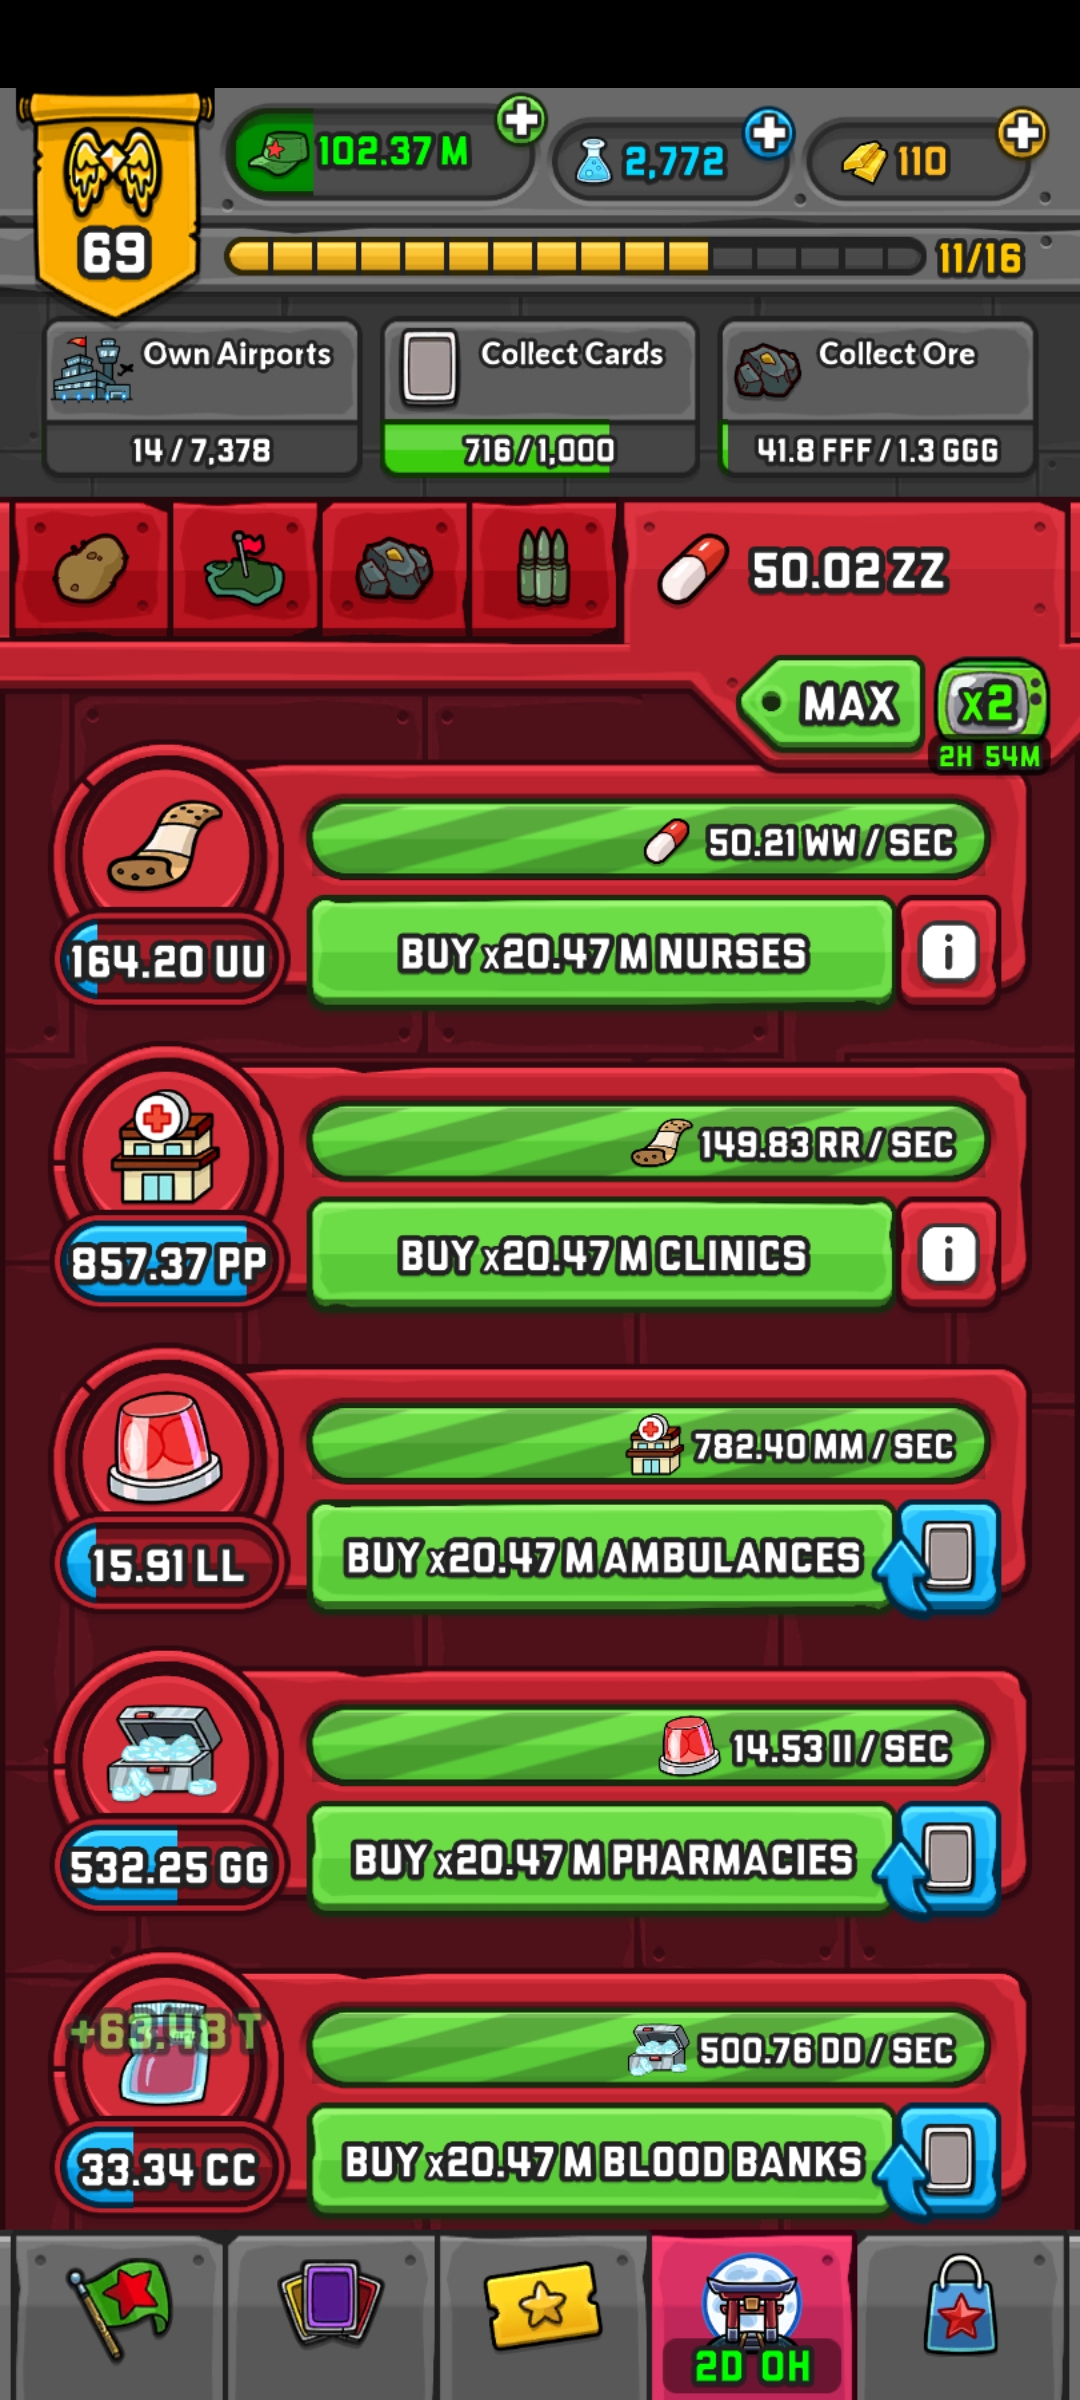 102.37 M
2,772
110
69
11/16
Own Airports
14 / 7,378
Collect Cards
716 / 1,000
Collect Ore
41.8 FFF / 1.3 GGG
50.02 ZZ
MAX
x2
2H 54M
50.21 WW / SEC
164.20 UU
BUY x20.47 M NURSES
i
149.83 RR / SEC
857.37 PP
BUY x20.47 M CLINICS
i
782.40 MM / SEC
15.91 LL
BUY x20.47 M AMBULANCES
14.53 II / SEC
532.25 GG
BUY x20.47 M PHARMACIES
+63.48 T
500.76 DD / SEC
33.34 CC
BUY x20.47 M BLOOD BANKS
2D 0H